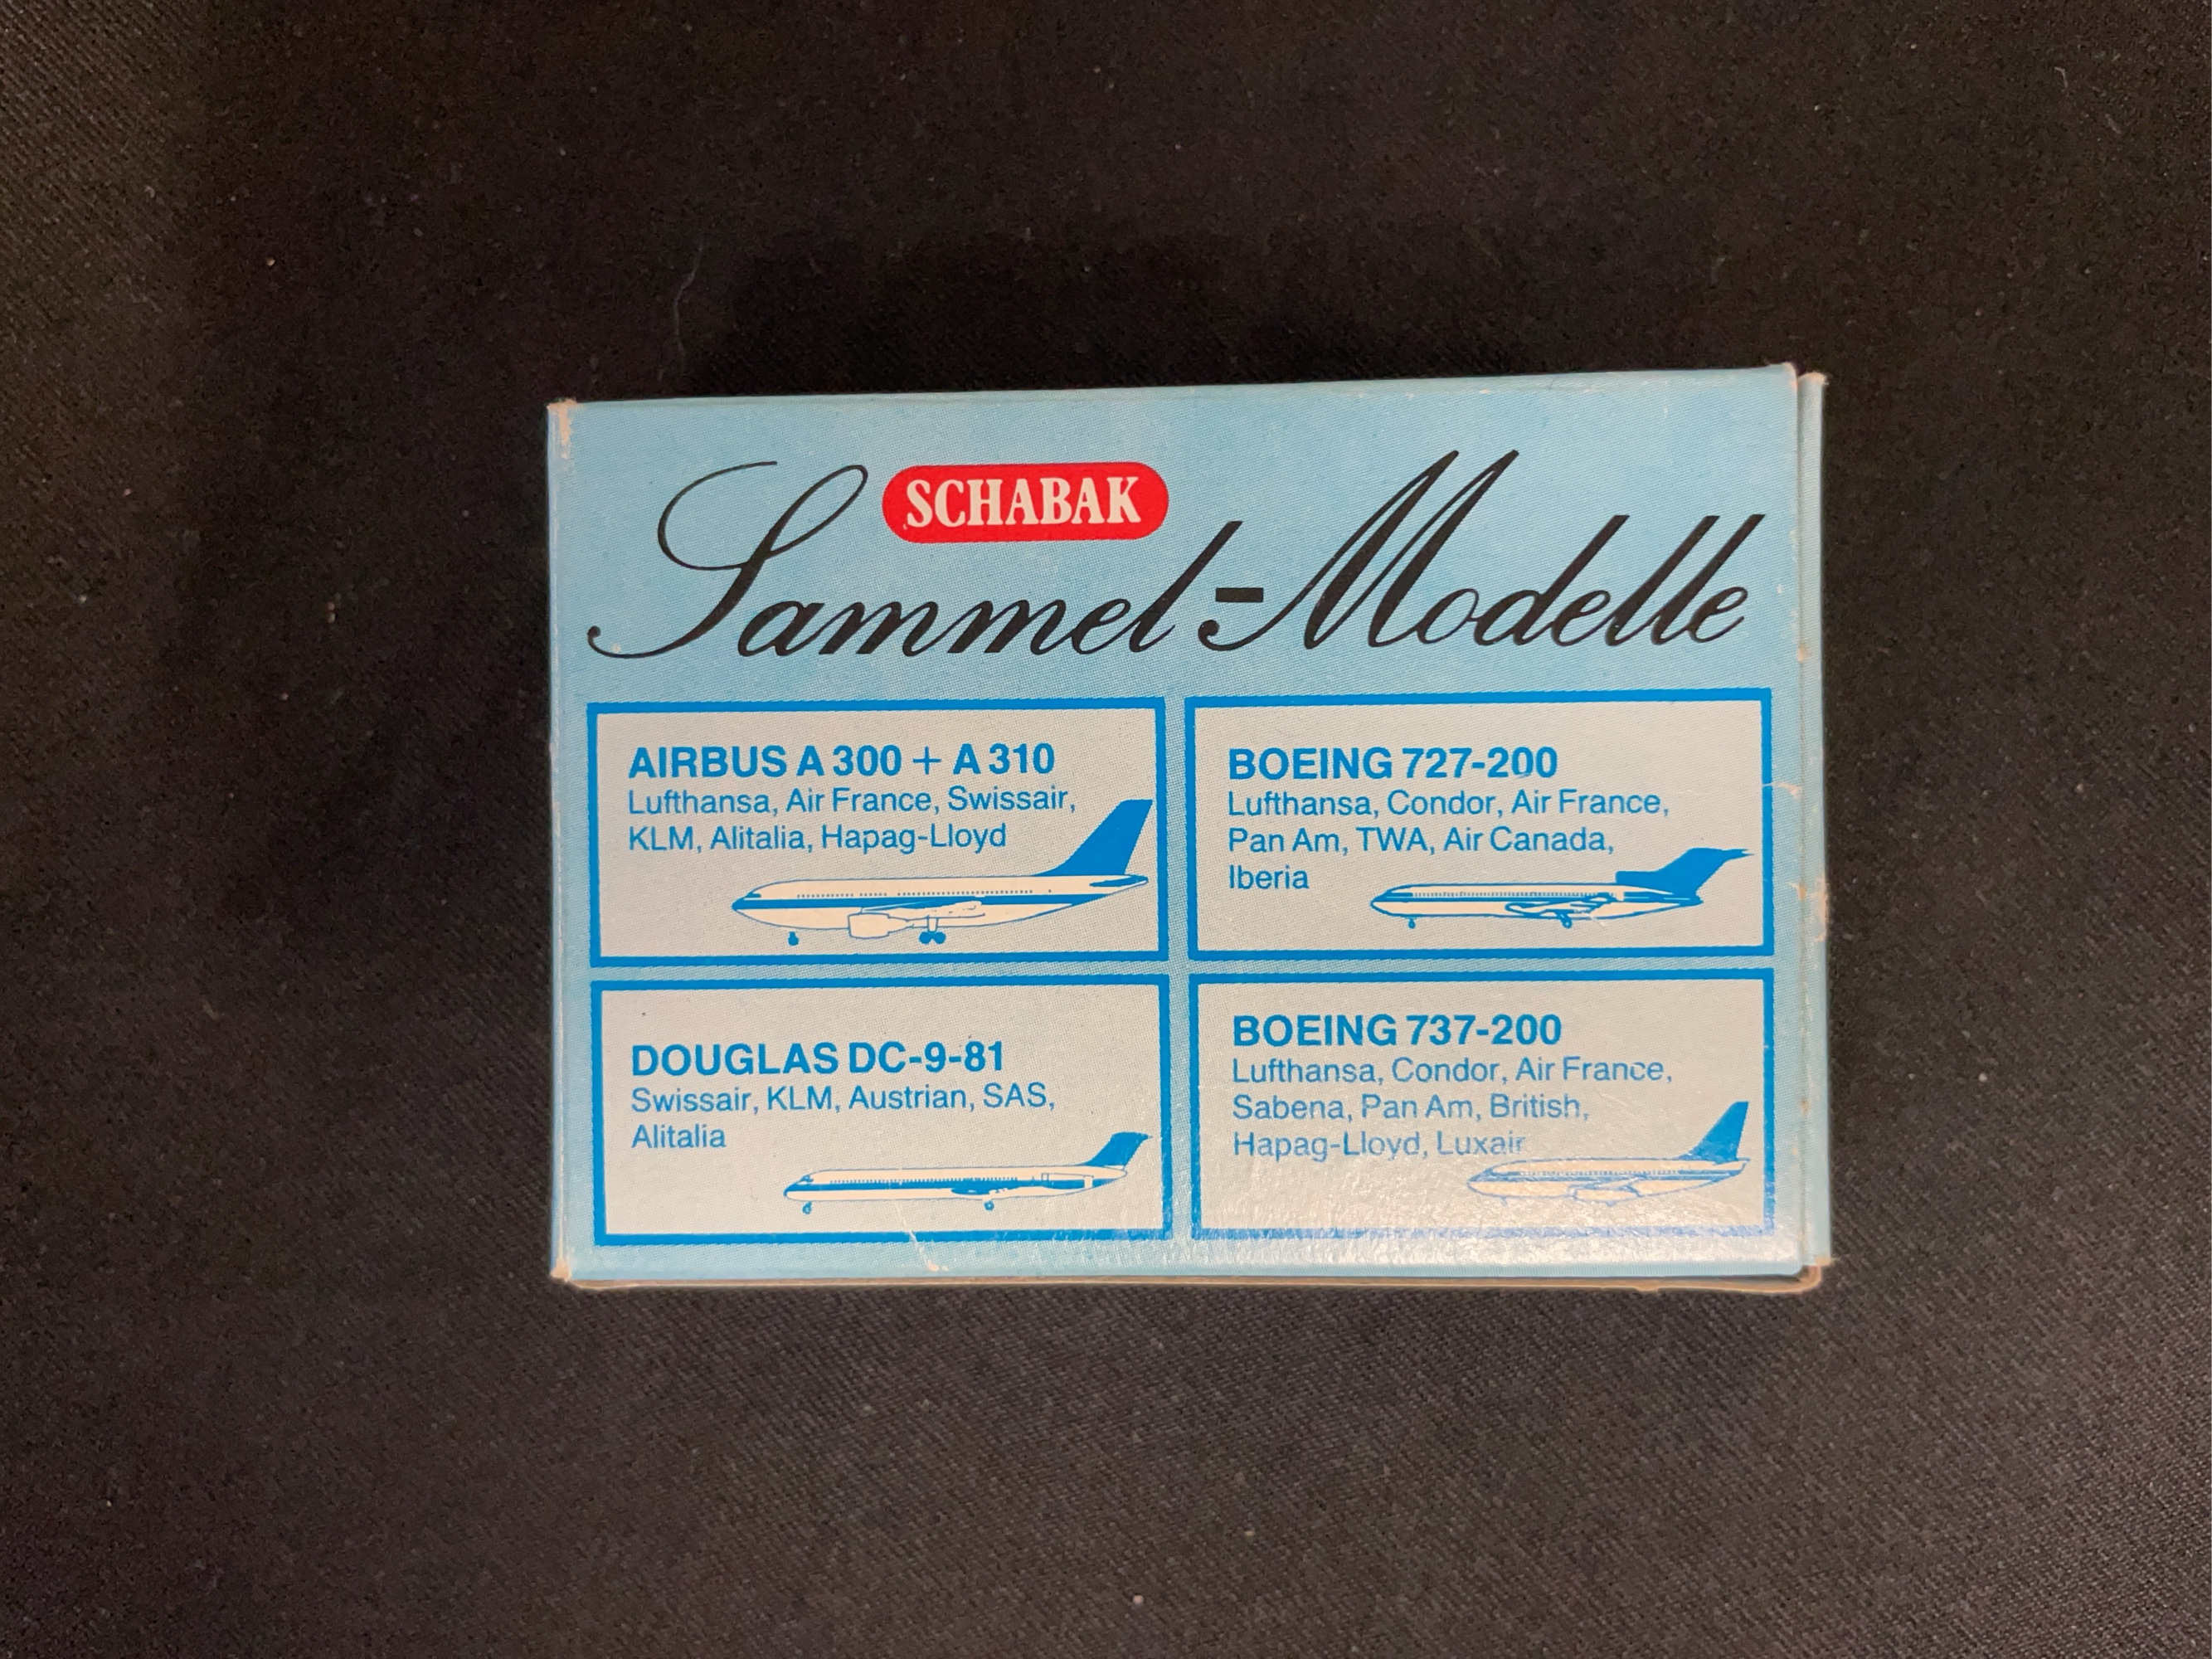 SCHABAK
Sammel-Modelle
AIRBUS A 300 + A 310
Lufthansa, Air France, Swissair,
KLM, Alitalia, Hapag-Lloyd
BOEING 727-200
Lufthansa, Condor, Air France,
Pan Am, TWA, Air Canada,
Iberia
DOUGLAS DC-9-81
Swissair, KLM, Austrian, SAS,
Alitalia
BOEING 737-200
Lufthansa, Condor, Air France,
Sabena, Pan Am, British,
Hapag-Lloyd, Luxair